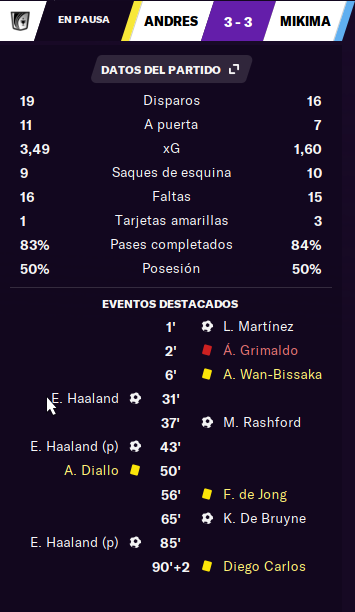 EN PAUSA ANDRES 3 - 3 MIKIMA
DATOS DEL PARTIDO
19 Disparos 16
11 A puerta 7
3,49 xG 1,60
9 Saques de esquina 10
16 Faltas 15
1 Tarjetas amarillas 3
83% Pases completados 84%
50% Posesión 50%
EVENTOS DESTACADOS
1' L. Martínez
2' Á. Grimaldo
6' A. Wan-Bissaka
E. Haaland 31'
37' M. Rashford
E. Haaland (p) 43'
A. Diallo 50'
56' F. de Jong
65' K. De Bruyne
E. Haaland (p) 85'
90'+2 Diego Carlos